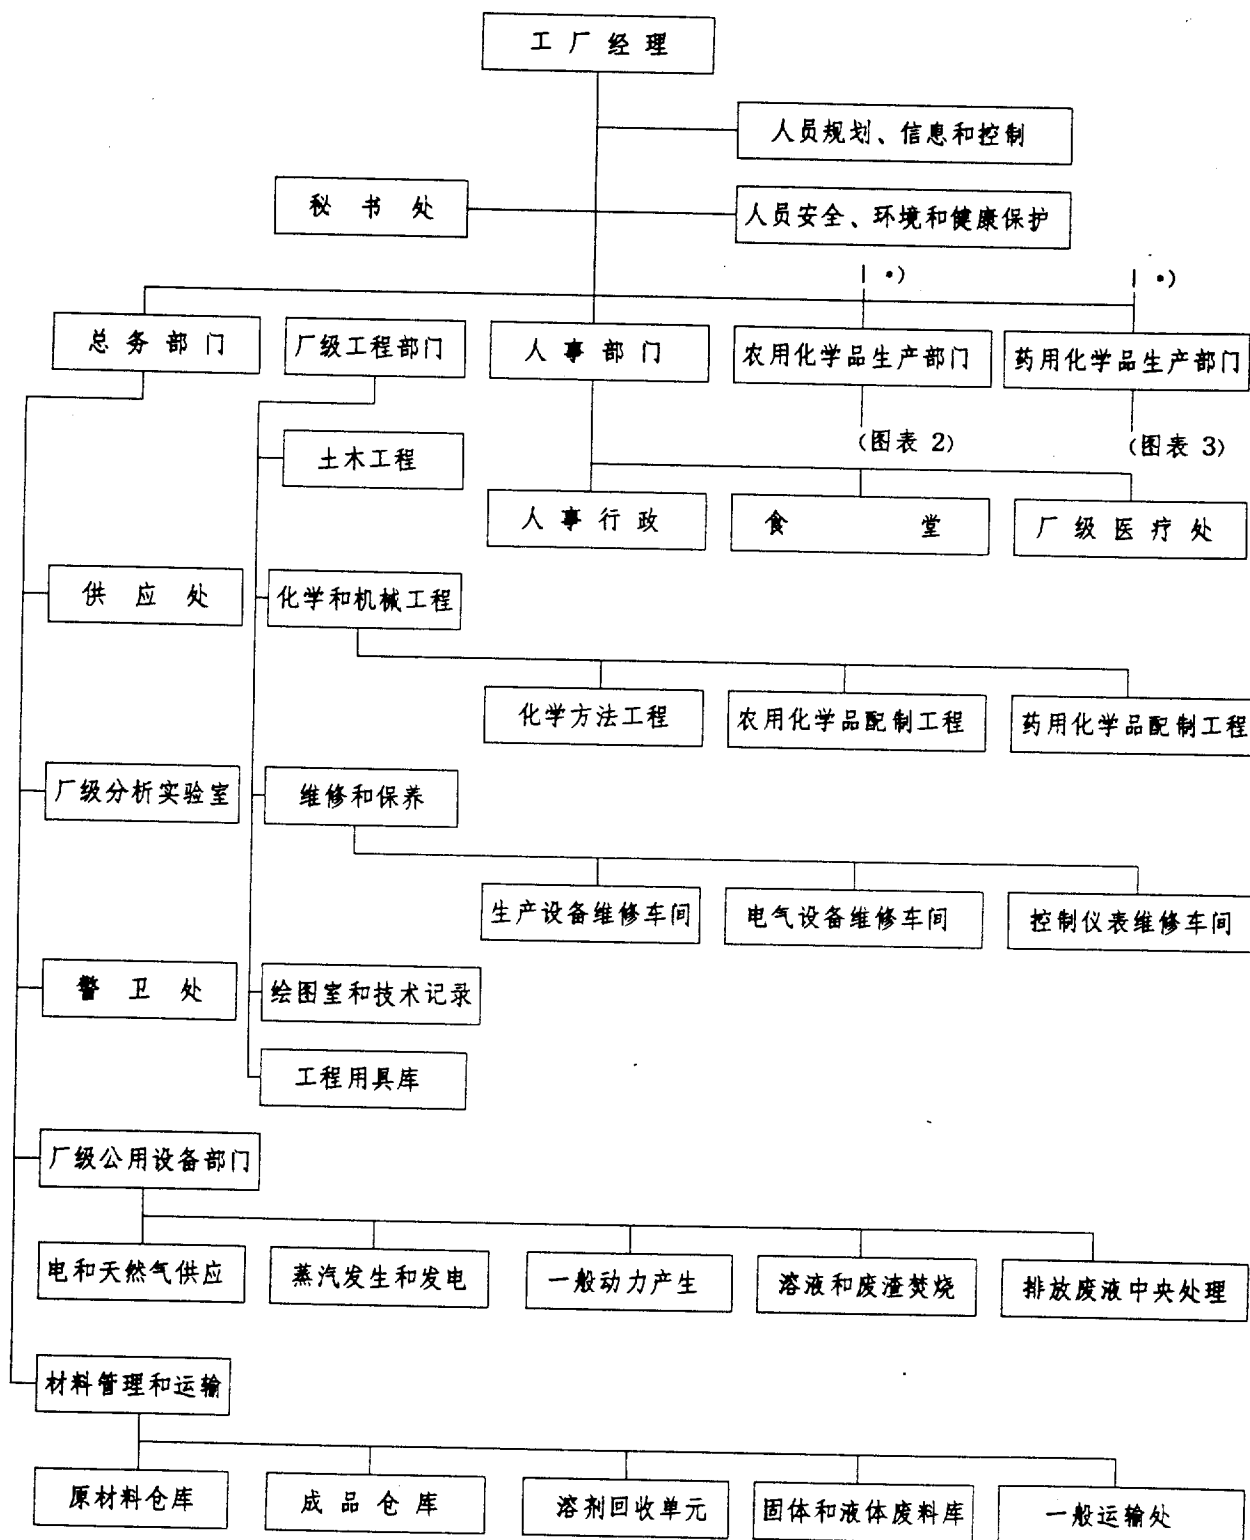 工厂经理
人员规划、信息和控制
秘书处
人员安全、环境和健康保护
•)
•)
总务部门
厂级工程部门
人事部门
农用化学品生产部门
药用化学品生产部门
(图表 2)
(图表 3)
土木工程
人事行政
食堂
厂级医疗处
供应处
化学和机械工程
化学方法工程
农用化学品配制工程
药用化学品配制工程
厂级分析实验室
维修和保养
生产设备维修车间
电气设备维修车间
控制仪表维修车间
警卫处
绘图室和技术记录
工程用具库
厂级公用设备部门
电和天然气供应
蒸汽发生和发电
一般动力产生
溶液和废渣焚烧
排放废液中央处理
材料管理和运输
原材料仓库
成品仓库
溶剂回收单元
固体和液体废料库
一般运输处